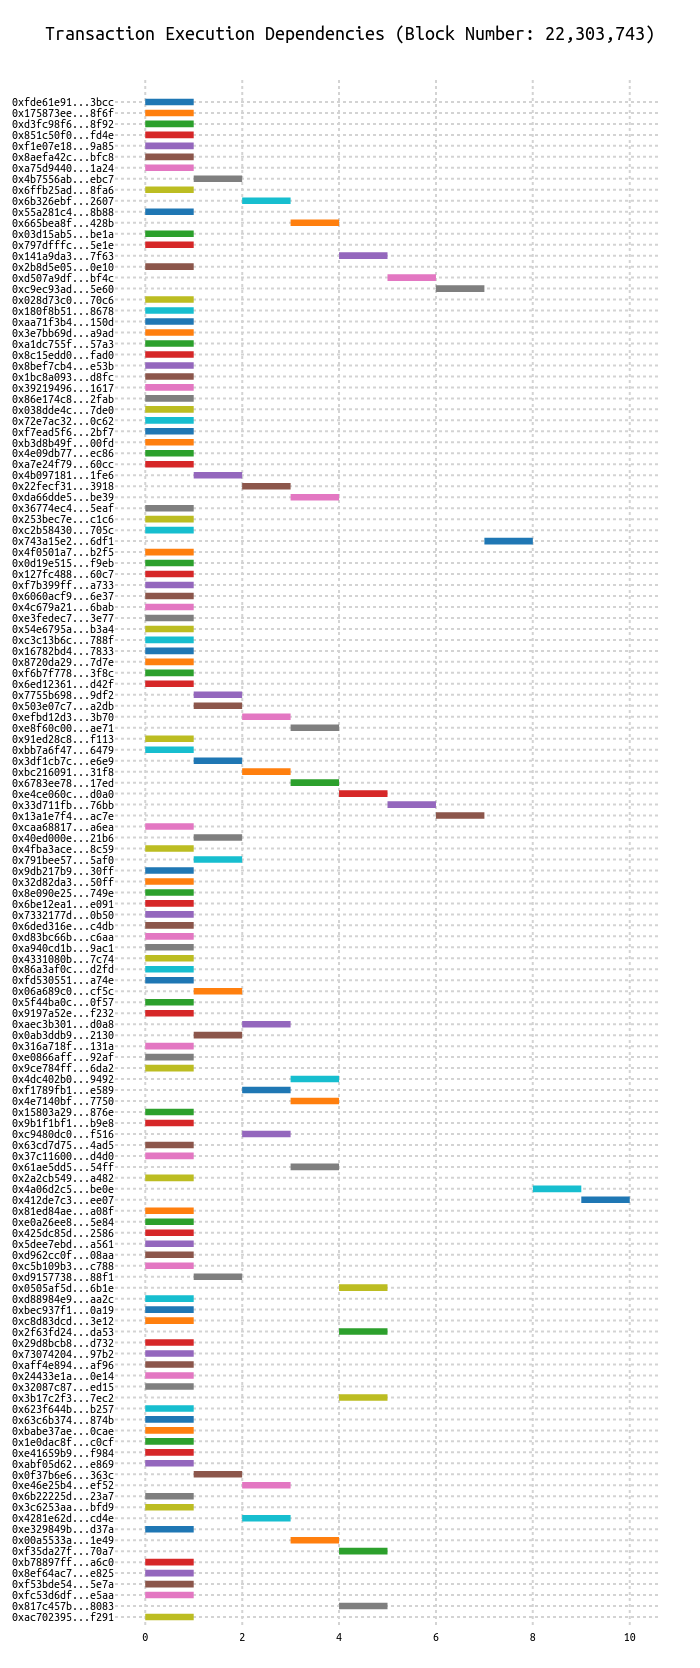 Transaction Execution Dependencies (Block Number: 22,303,743)
0xfde61e91...3bcc
0x175873ee...8f6f
0xd3fc98f6...8f92
0x851c50f0...fd4e
0xf1e07e18...9a85
0x8aefa42c...bfc8
0xa75d9440...1a24
0x4b7556ab...ebc7
0x6ffb25ad...8fa6
0x6b326ebf...2607
0x55a281c4...8b88
0x665bea8f...428b
0x03d15ab5...be1a
0x797dfffc...5e1e
0x141a9da3...7f63
0x2b8d5e05...0e10
0xd507a9df...bf4c
0xc9ec93ad...5e60
0x028d73c0...70c6
0x180f8b51...8678
0xaa71f3b4...150d
0x3e7bb69d...a9ad
0xa1dc755f...57a3
0x8c15edd0...fad0
0x8bef7cb4...e53b
0x1bc8a093...d8fc
0x39219496...1617
0x86e174c8...2fab
0x038dde4c...7de0
0x72e7ac32...0c62
0xf7ead5f6...2bf7
0xb3d8b49f...00fd
0x4e09db77...ec86
0xa7e24f79...60cc
0x4b097181...1fe6
0x22fecf31...3918
0xda66dde5...be39
0x36774ec4...5eaf
0x253bec7e...c1c6
0xc2b58430...705c
0x743a15e2...6df1
0x4f0501a7...b2f5
0x0d19e515...f9eb
0x127fc488...60c7
0xf7b399ff...a733
0x6060acf9...6e37
0x4c679a21...6bab
0xe3fedec7...3e77
0x54e6795a...b3a4
0xc3c13b6c...788f
0x16782bd4...7833
0x8720da29...7d7e
0xf6b7f778...3f8c
0x6ed12361...d42f
0x7755b698...9df2
0x503e07c7...a2db
0xefbd12d3...3b70
0xe8f60c00...ae71
0x91ed28c8...f113
0xbb7a6f47...6479
0x3df1cb7c...e6e9
0xbc216091...31f8
0x6783ee78...17ed
0xe4ce060c...d0a0
0x33d711fb...76bb
0x13a1e7f4...ac7e
0xcaa68817...a6ea
0x40ed000e...21b6
0x4fba3ace...8c59
0x791bee57...5af0
0x9db217b9...30ff
0x32d82da3...50ff
0x8e090e25...749e
0x6be12ea1...e091
0x7332177d...0b50
0x6ded316e...c4db
0xd83bc66b...c6aa
0xa940cd1b...9ac1
0x4331080b...7c74
0x86a3af0c...d2fd
0xfd530551...a74e
0x06a689c0...cf5c
0x5f44ba0c...0f57
0x9197a52e...f232
0xaec3b301...d0a8
0x0ab3ddb9...2130
0x316a718f...131a
0xe0866aff...92af
0x9ce784ff...6da2
0x4dc402b0...9492
0xf1789fb1...e589
0x4e7140bf...7750
0x15803a29...876e
0x9b1f1bf1...b9e8
0xc9480dc0...f516
0x63cd7d75...4ad5
0x37c11600...d4d0
0x61ae5dd5...54ff
0x2a2cb549...a482
0x4a06d2c5...be0e
0x412de7c3...ee07
0x81ed84ae...a08f
0xe0a26ee8...5e84
0x425dc85d...2586
0x5dee7ebd...a561
0xd962cc0f...08aa
0xc5b109b3...c788
0xd9157738...88f1
0x0505af5d...6b1e
0xd88984e9...aa2c
0xbec937f1...0a19
0xc8d83dcd...3e12
0x2f63fd24...da53
0x29d8bcb8...d732
0x73074204...97b2
0xaff4e894...af96
0x24433e1a...0e14
0x32087c87...ed15
0x3b17c2f3...7ec2
0x623f644b...b257
0x63c6b374...874b
0xbabe37ae...0cae
0x1e0dac8f...c0cf
0xe41659b9...f984
0xabf05d62...e869
0x0f37b6e6...363c
0xe46e25b4...ef52
0x6b22225d...23a7
0x3c6253aa...bfd9
0x4281e62d...cd4e
0xe329849b...d37a
0x00a5533a...1e49
0xf35da27f...70a7
0xb78897ff...a6c0
0x8ef64ac7...e825
0xf53bde54...5e7a
0xfc53d6df...e5aa
0x817c457b...8083
0xac702395...f291
0 2 4 6 8 10